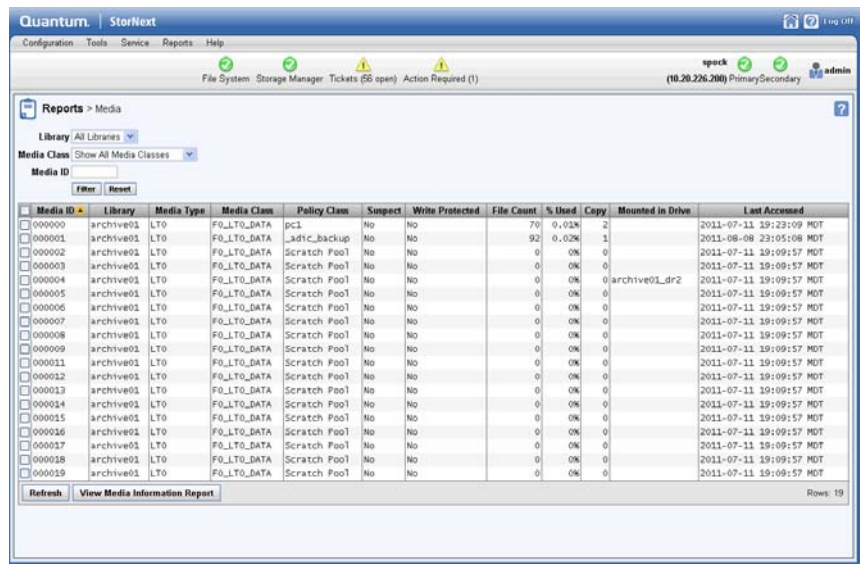 Quantum. | StorNext Log Off
Configuration Tools Service Reports Help
File System Storage Manager Tickets (56 open) Action Required (1)
spock
(10.20.226.200) Primary Secondary admin
Reports > Media
Library All Libraries
Media Class Show All Media Classes
Media ID
Filter Reset
Media ID Library Media Type Media Class Policy Class Suspect Write Protected File Count % Used Copy Mounted in Drive Last Accessed
000000 archive01 LTO F0_LTO_DATA pc1 No No 70 0.01% 2 2011-07-11 19:23:09 MDT
000001 archive01 LTO F0_LTO_DATA _adic_backup No No 92 0.02% 1 2011-08-08 23:05:08 MDT
000002 archive01 LTO F0_LTO_DATA Scratch Pool No No 0 0% 0 2011-07-11 19:09:57 MDT
000003 archive01 LTO F0_LTO_DATA Scratch Pool No No 0 0% 0 2011-07-11 19:09:57 MDT
000004 archive01 LTO F0_LTO_DATA Scratch Pool No No 0 0% 0 archive01_dr2 2011-07-11 19:09:57 MDT
000005 archive01 LTO F0_LTO_DATA Scratch Pool No No 0 0% 0 2011-07-11 19:09:57 MDT
000006 archive01 LTO F0_LTO_DATA Scratch Pool No No 0 0% 0 2011-07-11 19:09:57 MDT
000007 archive01 LTO F0_LTO_DATA Scratch Pool No No 0 0% 0 2011-07-11 19:09:57 MDT
000008 archive01 LTO F0_LTO_DATA Scratch Pool No No 0 0% 0 2011-07-11 19:09:57 MDT
000009 archive01 LTO F0_LTO_DATA Scratch Pool No No 0 0% 0 2011-07-11 19:09:57 MDT
000011 archive01 LTO F0_LTO_DATA Scratch Pool No No 0 0% 0 2011-07-11 19:09:57 MDT
000012 archive01 LTO F0_LTO_DATA Scratch Pool No No 0 0% 0 2011-07-11 19:09:57 MDT
000013 archive01 LTO F0_LTO_DATA Scratch Pool No No 0 0% 0 2011-07-11 19:09:57 MDT
000014 archive01 LTO F0_LTO_DATA Scratch Pool No No 0 0% 0 2011-07-11 19:09:57 MDT
000015 archive01 LTO F0_LTO_DATA Scratch Pool No No 0 0% 0 2011-07-11 19:09:57 MDT
000016 archive01 LTO F0_LTO_DATA Scratch Pool No No 0 0% 0 2011-07-11 19:09:57 MDT
000017 archive01 LTO F0_LTO_DATA Scratch Pool No No 0 0% 0 2011-07-11 19:09:57 MDT
000018 archive01 LTO F0_LTO_DATA Scratch Pool No No 0 0% 0 2011-07-11 19:09:57 MDT
000019 archive01 LTO F0_LTO_DATA Scratch Pool No No 0 0% 0 2011-07-11 19:09:57 MDT
Refresh View Media Information Report Rows: 19